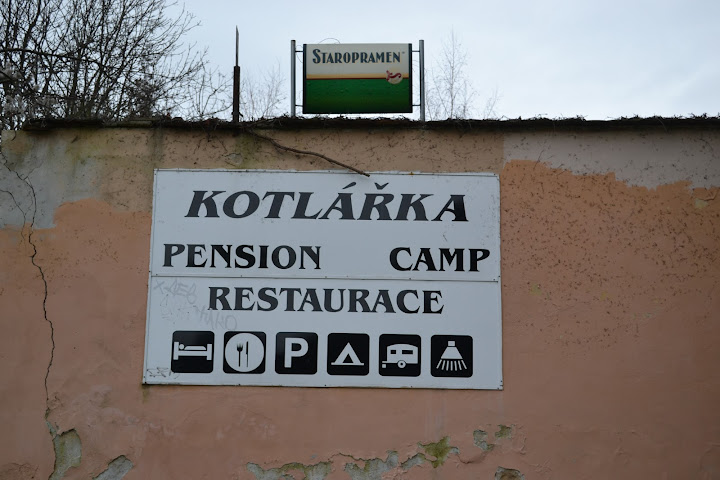 STAROPRAMEN
KOTLÁŘKA
PENSION CAMP
RESTAURACE
P